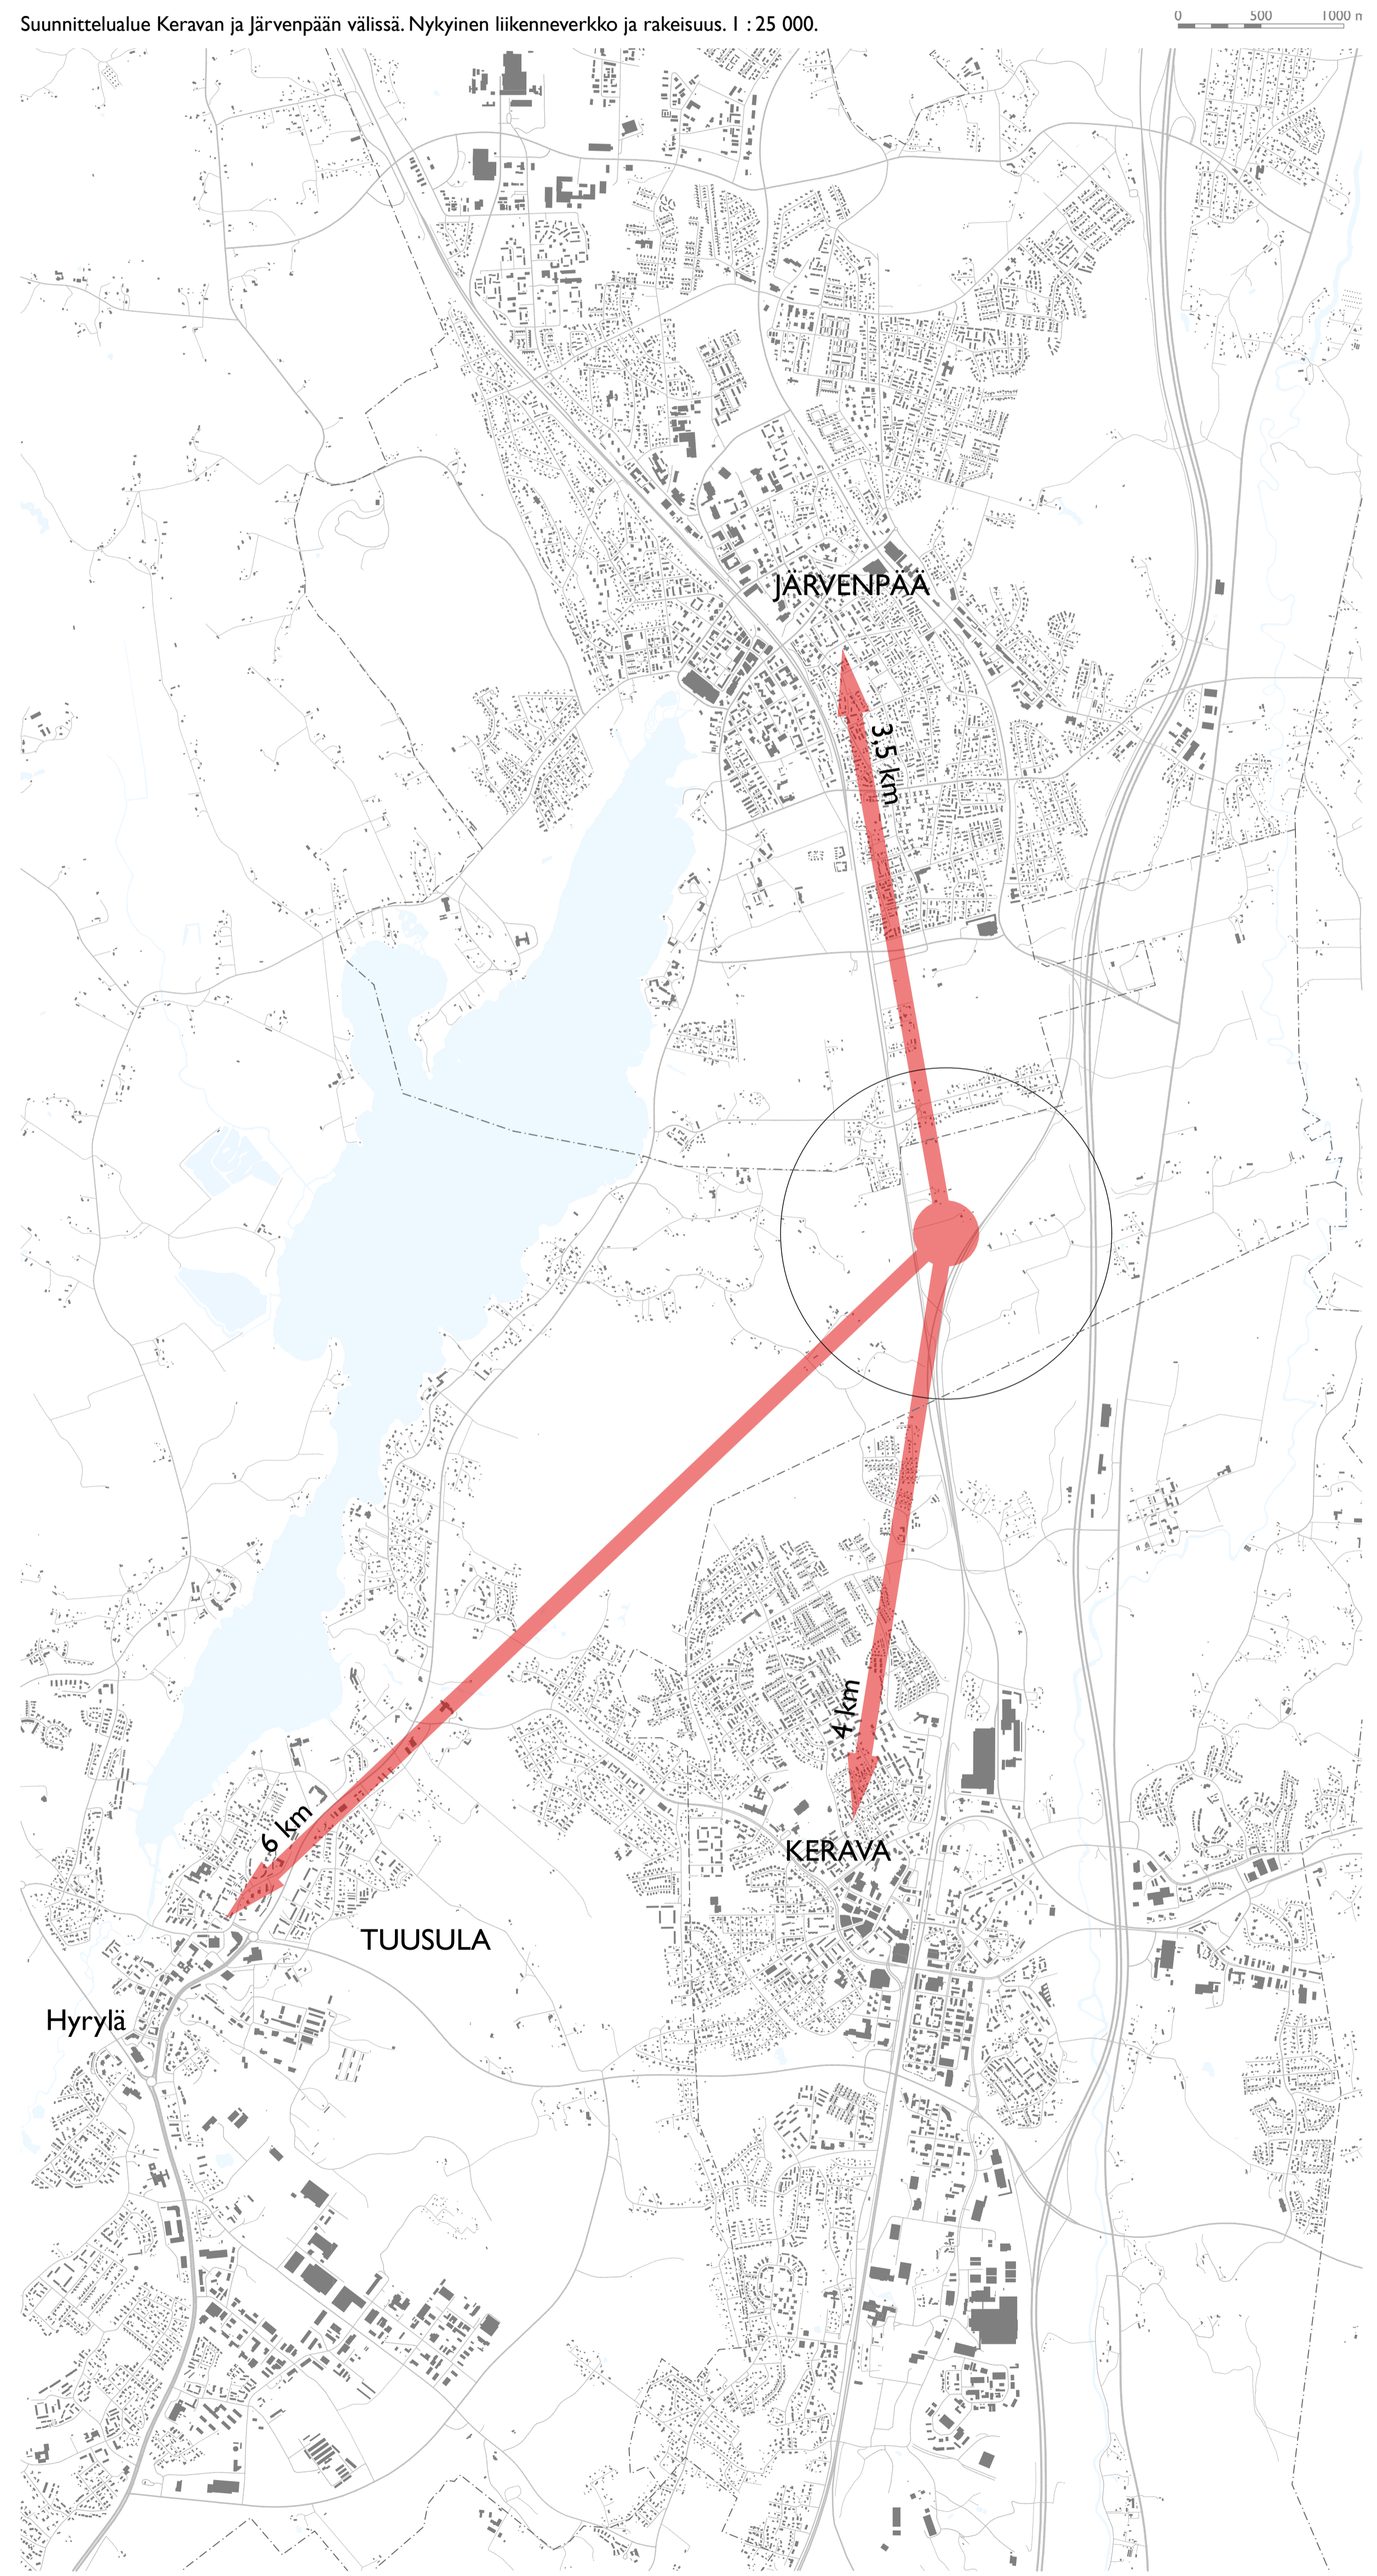 Suunnittelualue Keravan ja Järvenpään välissä. Nykyinen liikenneverkko ja rakeisuus. 1 : 25 000.
0 500 1000 m
JÄRVENPÄÄ
3,5 km
4 km
6 km
KERAVA
TUUSULA
Hyrylä